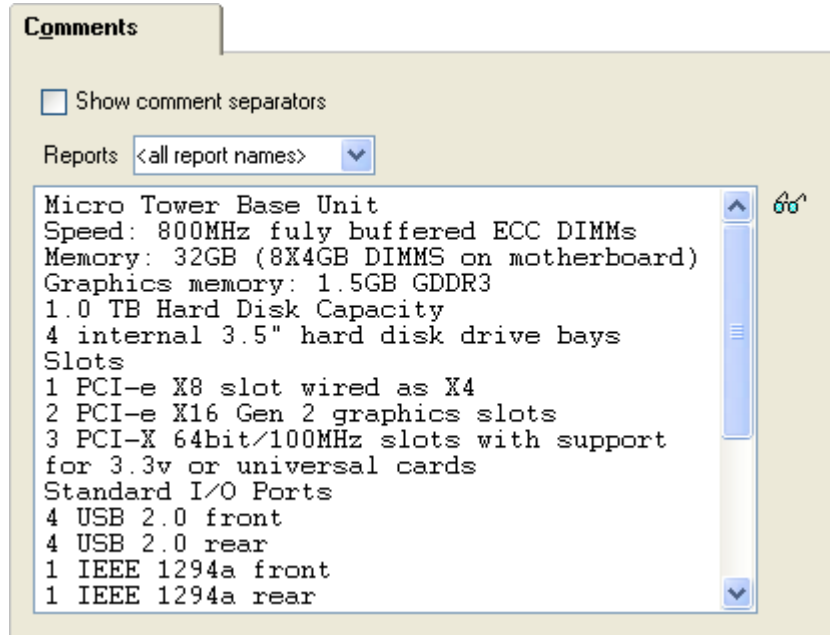 Comments
Show comment separators
Reports <all report names>
Micro Tower Base Unit
Speed: 800MHz fuly buffered ECC DIMMs
Memory: 32GB (8X4GB DIMMS on motherboard)
Graphics memory: 1.5GB GDDR3
1.0 TB Hard Disk Capacity
4 internal 3.5" hard disk drive bays
Slots
1 PCI-e X8 slot wired as X4
2 PCI-e X16 Gen 2 graphics slots
3 PCI-X 64bit/100MHz slots with support
for 3.3v or universal cards
Standard I/O Ports
4 USB 2.0 front
4 USB 2.0 rear
1 IEEE 1294a front
1 IEEE 1294a rear